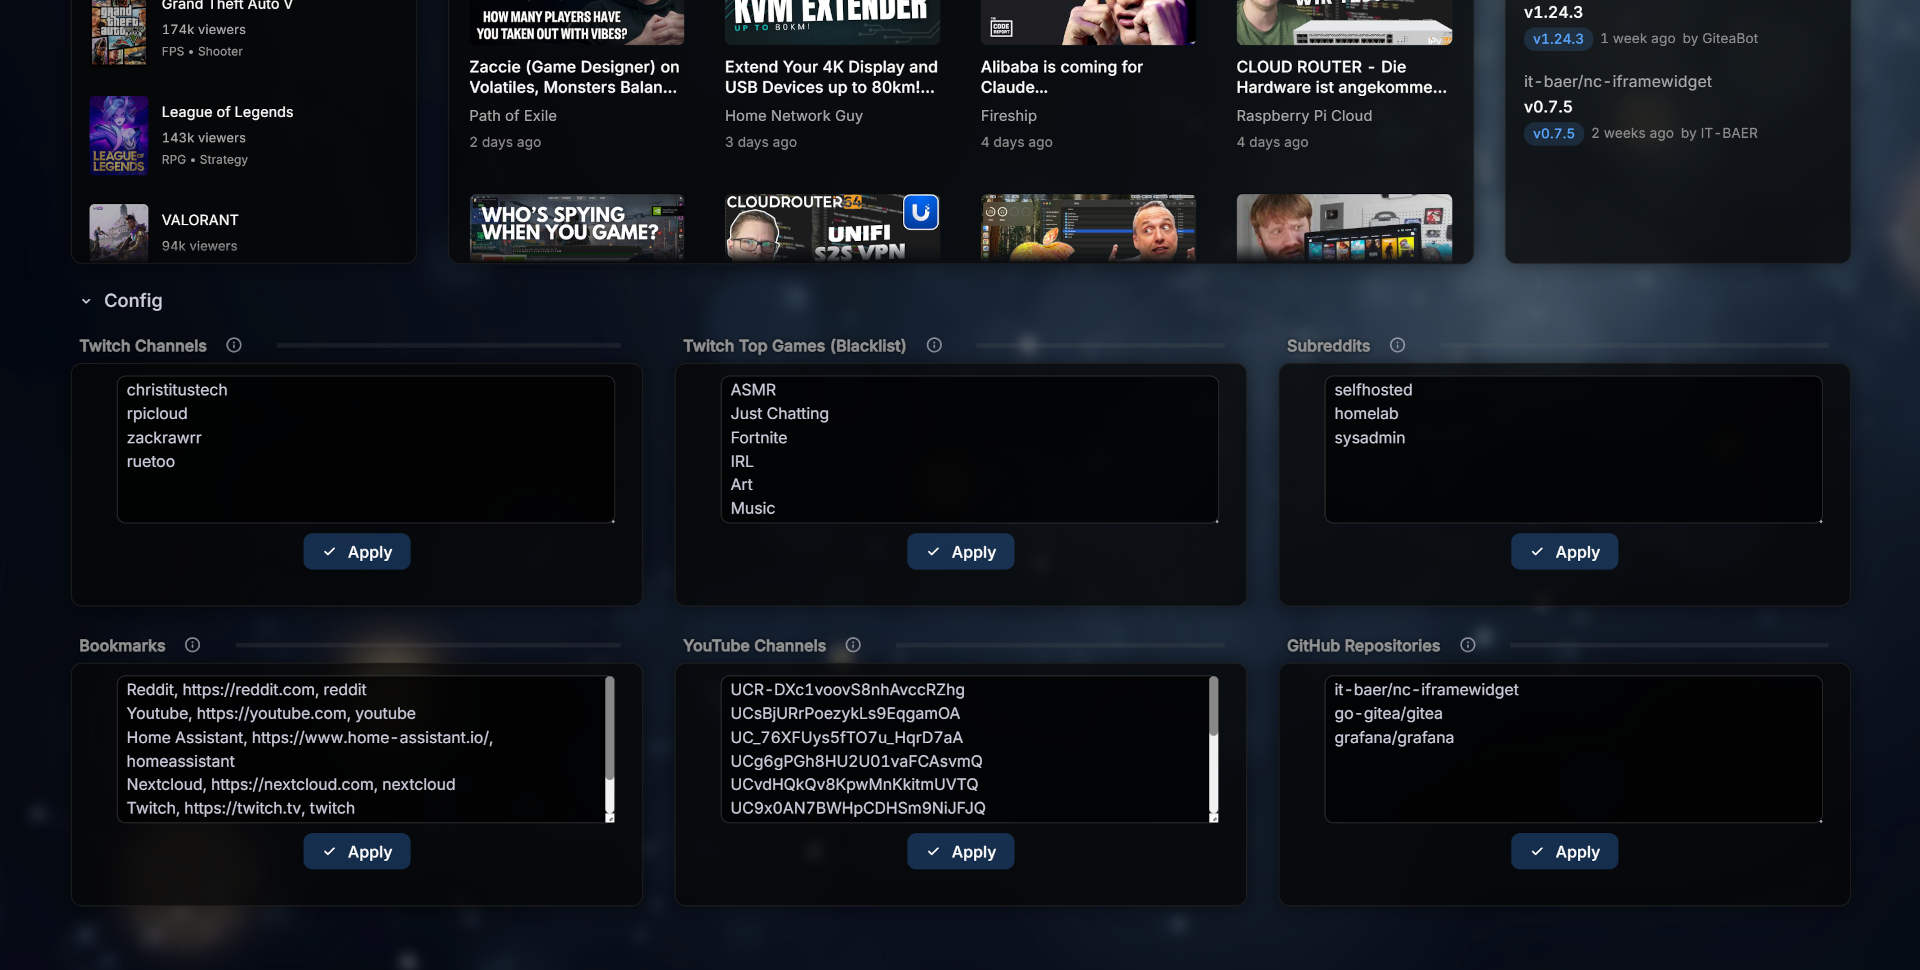 Grand Theft Auto V
174k viewers
FPS • Shooter
League of Legends
143k viewers
RPG • Strategy
LEAGUE OF
LEGENDS
VALORANT
94k viewers
HOW MANY PLAYERS HAVE
YOU TAKEN OUT WITH VIBES?
Zaccie (Game Designer) on
Volatiles, Monsters Balan...
Path of Exile
2 days ago
KVM EXTENDER
UP TO 80KM!
Extend Your 4K Display and
USB Devices up to 80km!...
Home Network Guy
3 days ago
CODE
REPORT
Alibaba is coming for
Claude...
Fireship
4 days ago
CLOUD ROUTER - Die
Hardware ist angekomme...
Raspberry Pi Cloud
4 days ago
WHO'S SPYING
WHEN YOU GAME?
CLOUDROUTER64
UNIFI
S2S VPN
v1.24.3
v1.24.3 1 week ago by GiteaBot
it-baer/nc-iframewidget
v0.7.5
v0.7.5 2 weeks ago by IT-BAER
Config
Twitch Channels
christitustech
rpicloud
zackrawrr
ruetoo
Apply
Twitch Top Games (Blacklist)
ASMR
Just Chatting
Fortnite
IRL
Art
Music
Apply
Subreddits
selfhosted
homelab
sysadmin
Apply
Bookmarks
Reddit, https://reddit.com, reddit
Youtube, https://youtube.com, youtube
Home Assistant, https://www.home-assistant.io/,
homeassistant
Nextcloud, https://nextcloud.com, nextcloud
Twitch, https://twitch.tv, twitch
Apply
YouTube Channels
UCR-DXc1voovS8nhAvccRZhg
UCsBjURrPoezykLs9EqgamOA
UC_76XFUys5fTO7u_HqrD7aA
UCg6gPGh8HU2U01vaFCAsvmQ
UCvdHQkQv8KpwMnKkitmUVTQ
UC9x0AN7BWHpCDHSm9NiJFJQ
Apply
GitHub Repositories
it-baer/nc-iframewidget
go-gitea/gitea
grafana/grafana
Apply